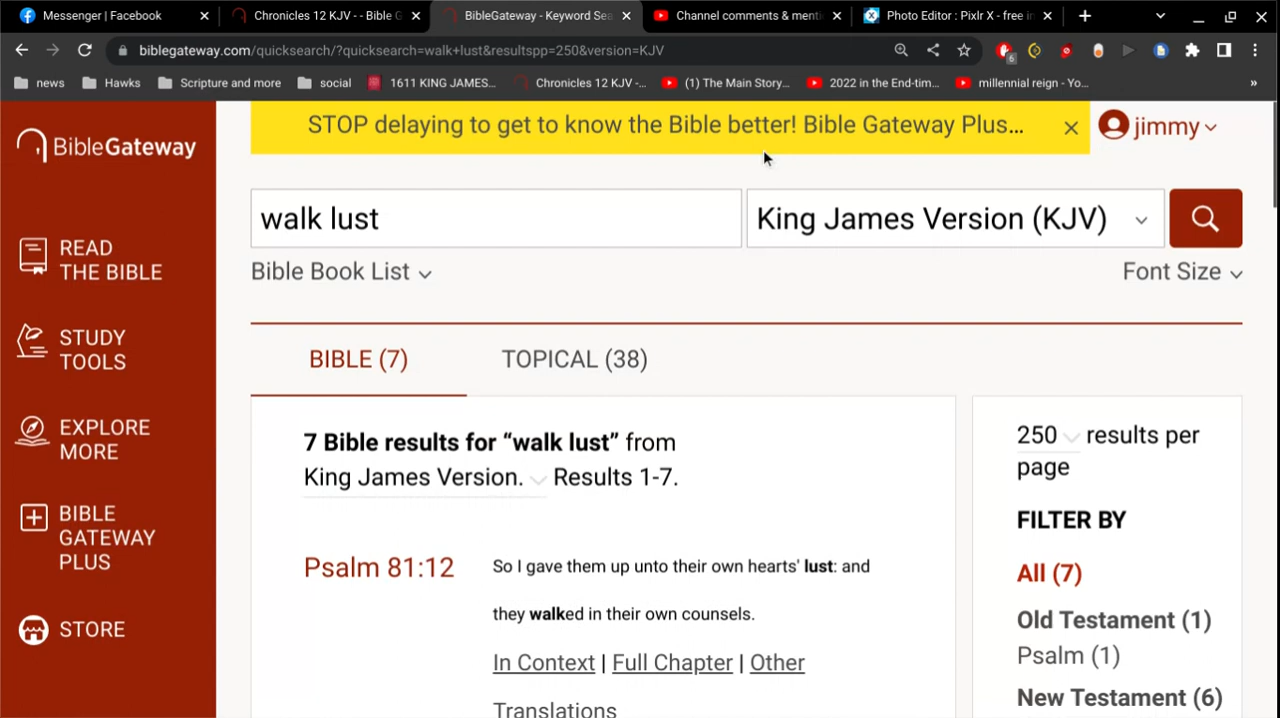 Messenger | Facebook
Chronicles 12 KJV - - Bible G
BibleGateway - Keyword Sea
Channel comments & menti
Photo Editor : Pixlr X - free in
biblegateway.com/quicksearch/?quicksearch=walk+lust&resultspp=250&version=KJV
6
news
Hawks
Scripture and more
social
1611 KING JAMES...
Chronicles 12 KJV -...
(1) The Main Story...
2022 in the End-tim...
millennial reign - Yo...
»
BibleGateway
STOP delaying to get to know the Bible better! Bible Gateway Plus...
jimmy
walk lust
King James Version (KJV)
READ
THE BIBLE
Bible Book List
Font Size
STUDY
TOOLS
BIBLE (7)
TOPICAL (38)
EXPLORE
MORE
7 Bible results for “walk lust” from
King James Version. Results 1-7.
250 results per
page
BIBLE
GATEWAY
PLUS
FILTER BY
Psalm 81:12
So I gave them up unto their own hearts' lust: and
they walked in their own counsels.
All (7)
Old Testament (1)
STORE
In Context | Full Chapter | Other
Translations
Psalm (1)
New Testament (6)